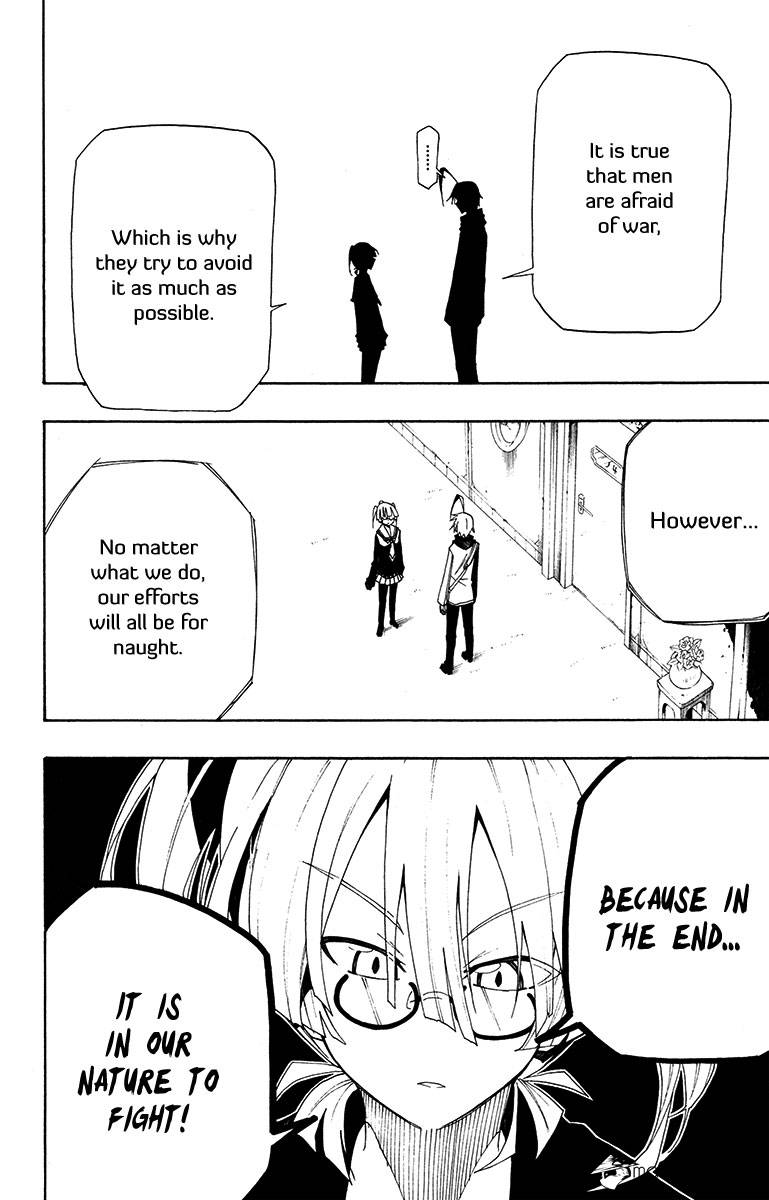 It is true
that men
are afraid
of war,
......
Which is why
they try to avoid
it as much as
possible.
However...
No matter
what we do,
our efforts
will all be for
naught.
BECAUSE IN
THE END...
IT IS
IN OUR
NATURE TO
FIGHT!